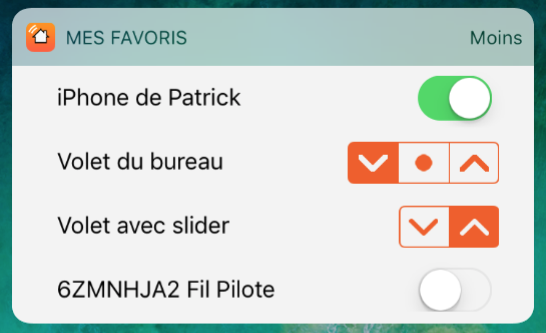 MES FAVORIS Moins
iPhone de Patrick
Volet du bureau
Volet avec slider
6ZMNHJA2 Fil Pilote